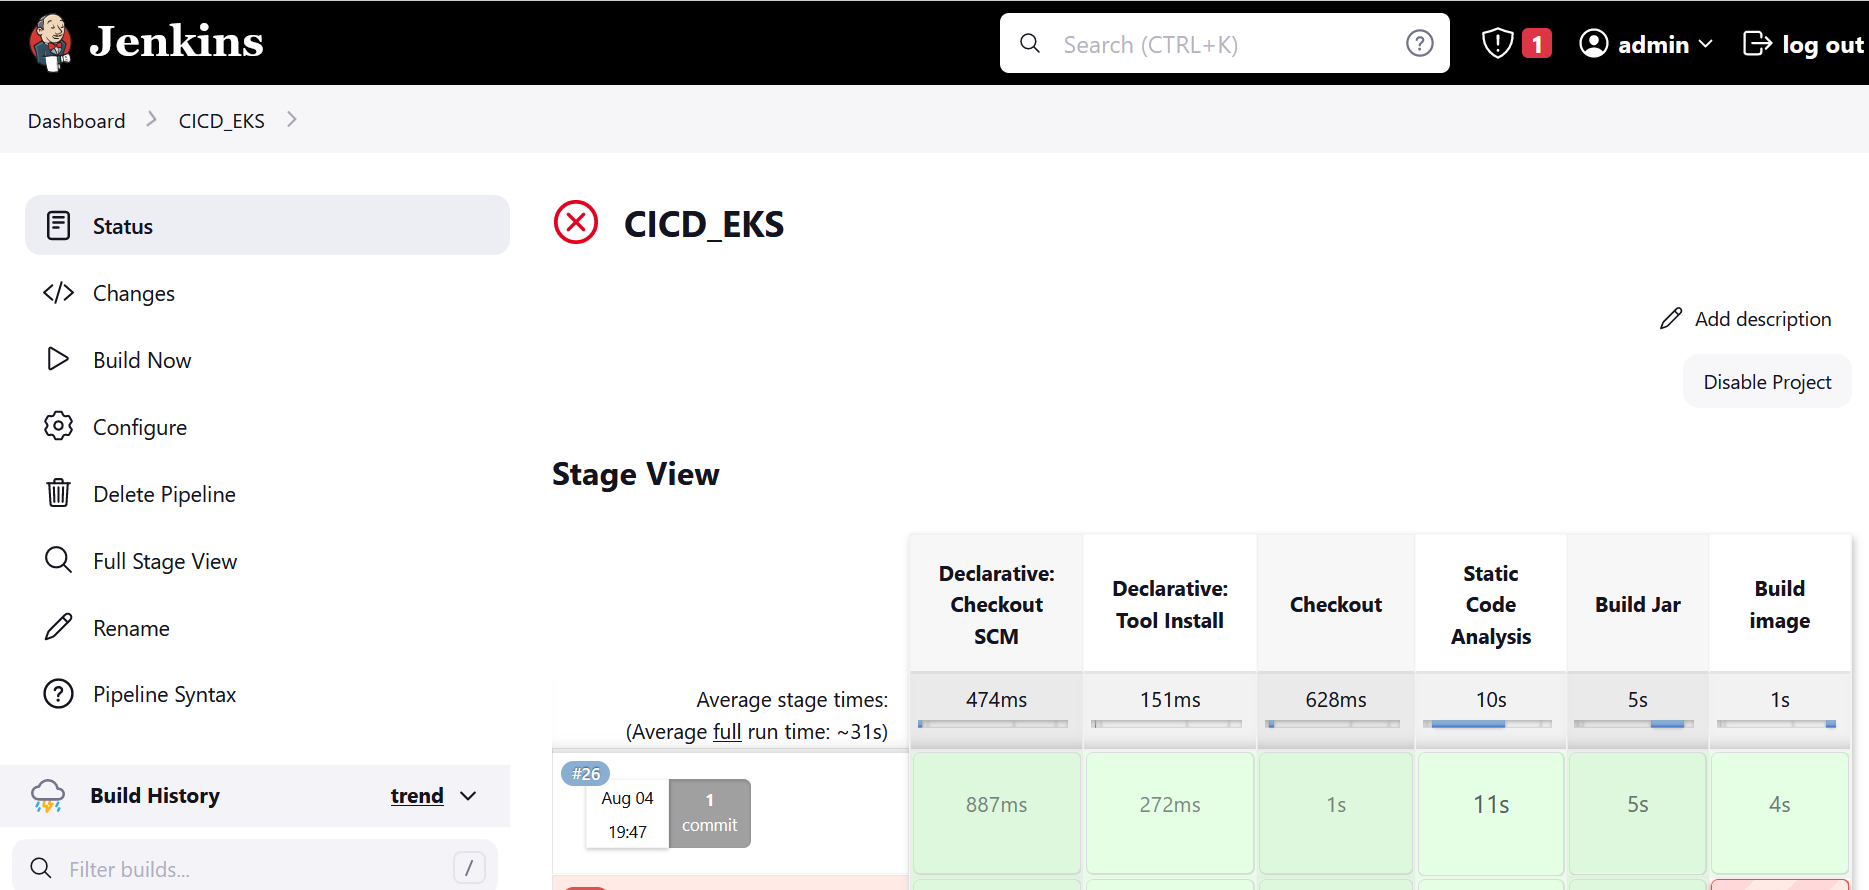 Jenkins
Search (CTRL+K)
1
admin
log out
Dashboard
CICD_EKS
Status
Changes
Build Now
Configure
Delete Pipeline
Full Stage View
Rename
Pipeline Syntax
Build History
trend
Filter builds...
/
CICD_EKS
Add description
Disable Project
Stage View
Declarative:
Checkout
SCM
Declarative:
Tool Install
Checkout
Static
Code
Analysis
Build Jar
Build
image
Average stage times:
(Average full run time: ~31s)
474ms
151ms
628ms
10s
5s
1s
#26
Aug 04
19:47
1
commit
887ms
272ms
1s
11s
5s
4s